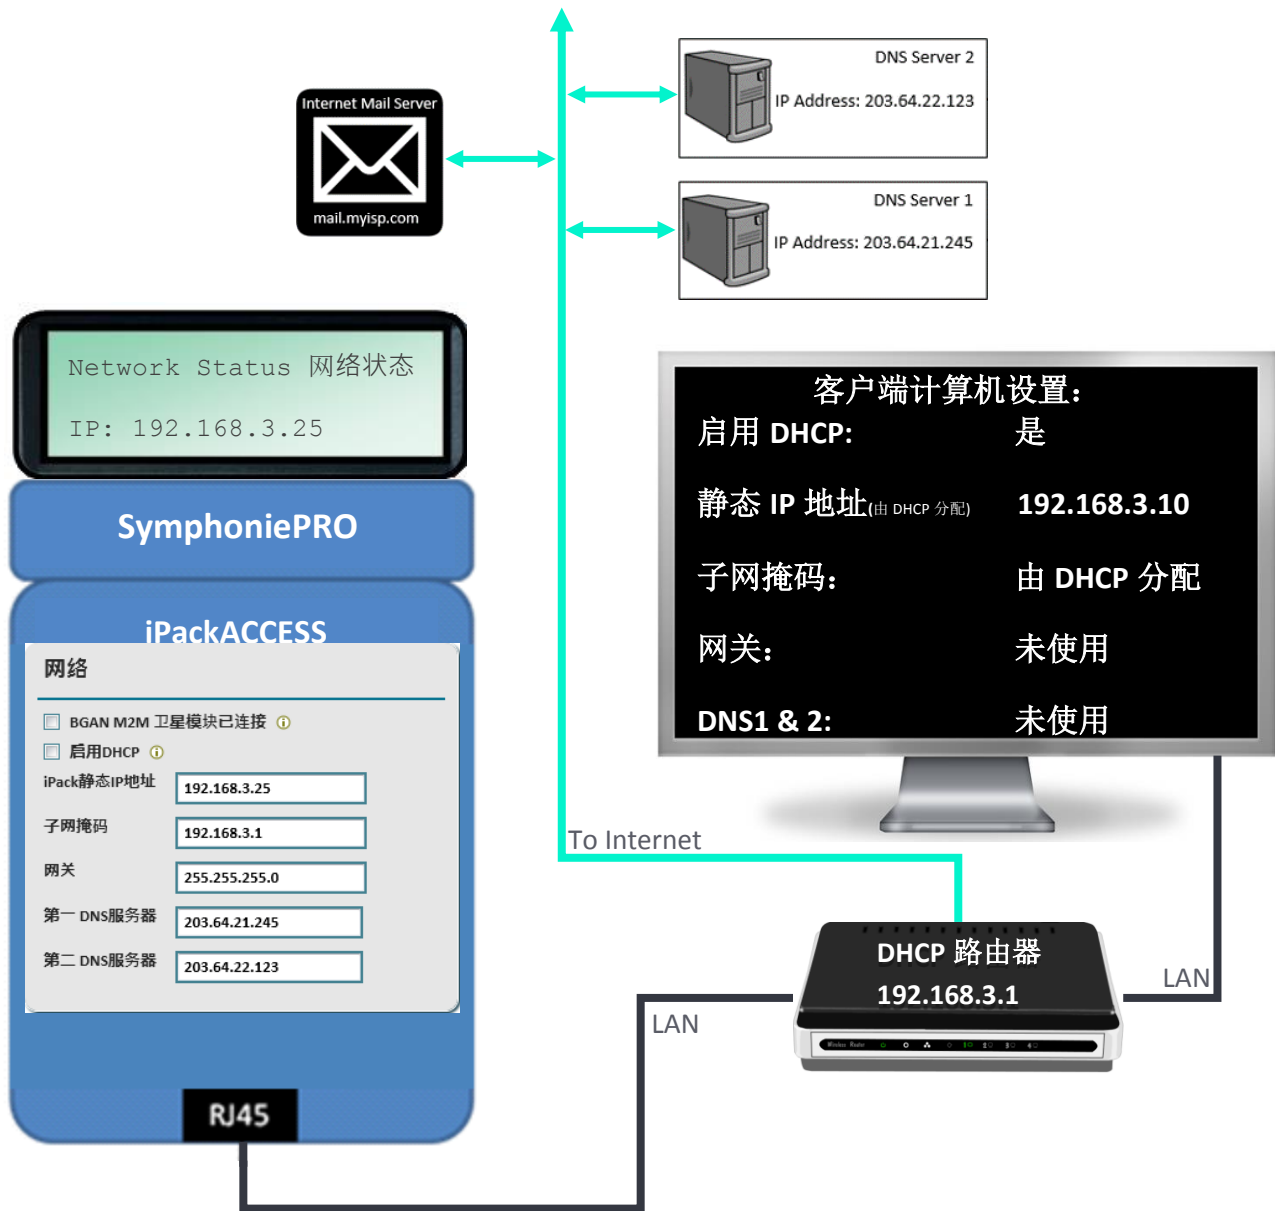 DNS Server 2
IP Address: 203.64.22.123
Internet Mail Server
mail.myisp.com
DNS Server 1
IP Address: 203.64.21.245
Network Status 网络状态
IP: 192.168.3.25
SymphoniePRO
iPackACCESS
网络
BGAN M2M 卫星模块已连接
启用DHCP
iPack静态IP地址 192.168.3.25
子网掩码 192.168.3.1
网关 255.255.255.0
第一 DNS服务器 203.64.21.245
第二 DNS服务器 203.64.22.123
RJ45
客户端计算机设置:
启用 DHCP: 是
静态 IP 地址(由 DHCP 分配) 192.168.3.10
子网掩码: 由 DHCP 分配
网关: 未使用
DNS1 & 2: 未使用
To Internet
DHCP 路由器
192.168.3.1
LAN
LAN
Wireless Router
1 2 3 4